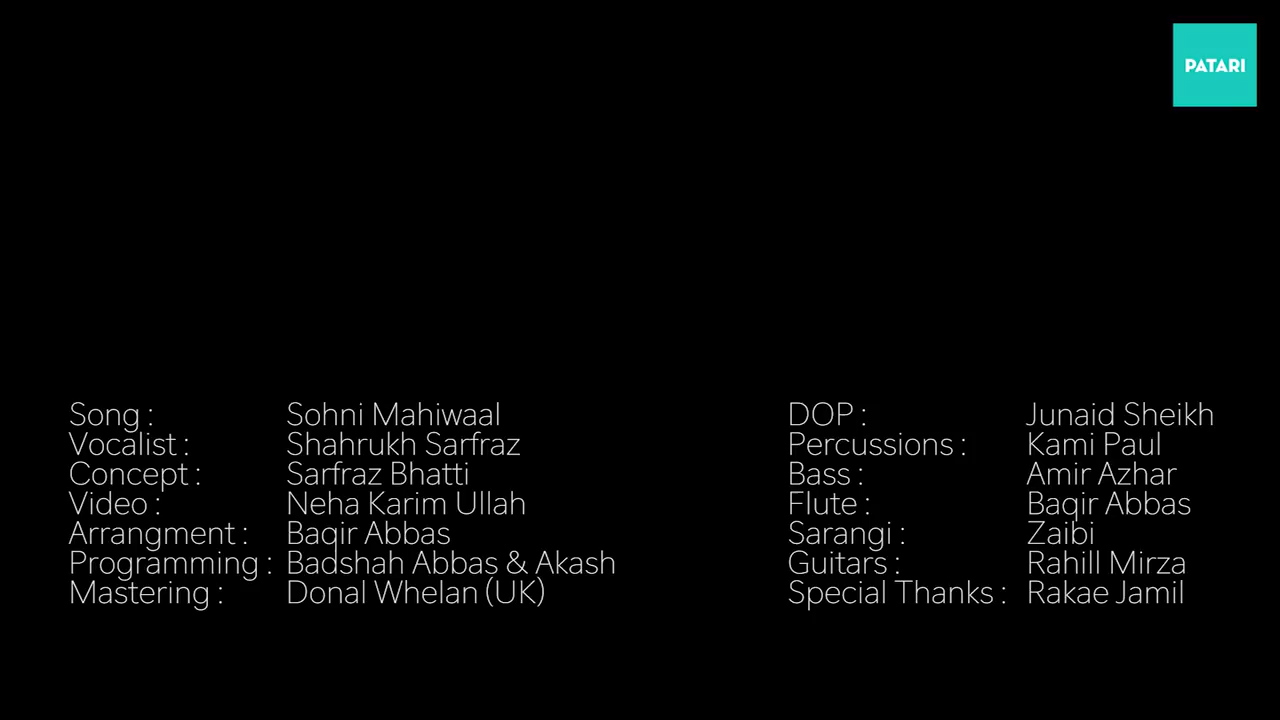 PATARI
Song : Sohni Mahiwaal
Vocalist : Shahrukh Sarfraz
Concept : Sarfraz Bhatti
Video : Neha Karim Ullah
Arrangment : Baqir Abbas
Programming : Badshah Abbas & Akash
Mastering : Donal Whelan (UK)
DOP : Junaid Sheikh
Percussions : Kami Paul
Bass : Amir Azhar
Flute : Baqir Abbas
Sarangi : Zaibi
Guitars : Rahill Mirza
Special Thanks : Rakae Jamil